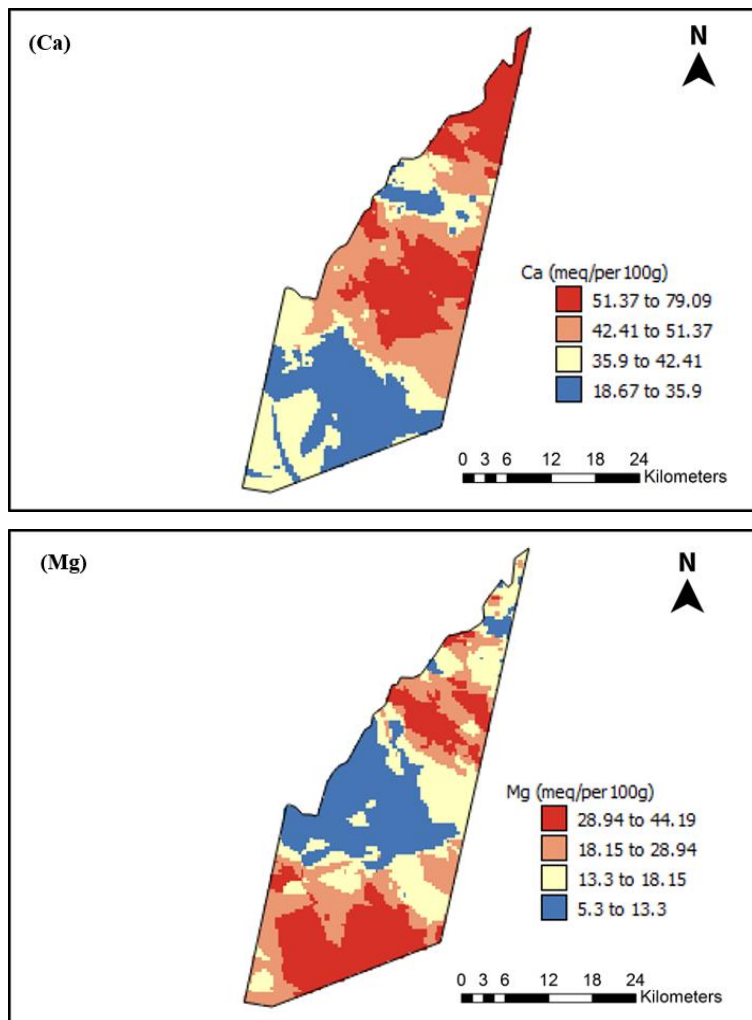 (Ca)
N
Ca (meq/per 100g)
51.37 to 79.09
42.41 to 51.37
35.9 to 42.41
18.67 to 35.9
0 3 6 12 18 24
Kilometers
(Mg)
N
Mg (meq/per 100g)
28.94 to 44.19
18.15 to 28.94
13.3 to 18.15
5.3 to 13.3
0 3 6 12 18 24
Kilometers